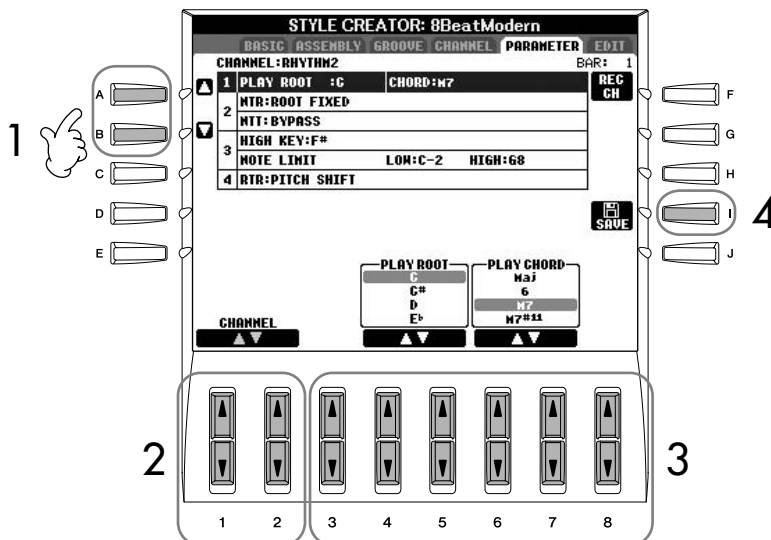 STYLE CREATOR: 8BeatModern
BASIC ASSEMBLY GROOVE CHANNEL PARAMETER EDIT
CHANNEL:RHYTHM2 BAR: 1
1 PLAY ROOT :C CHORD:M7
REC CH
2 NTR:ROOT FIXED
NTT:BYPASS
3 HIGH KEY:F#
NOTE LIMIT LOW:C-2 HIGH:G8
4 RTR:PITCH SHIFT
SAVE
PLAY ROOT PLAY CHORD
C Maj
C# 6
D M7
E♭ M7#11
CHANNEL
A
B
C
D
E
F
G
H
I
J
1
2
3
4
1 2 3 4 5 6 7 8